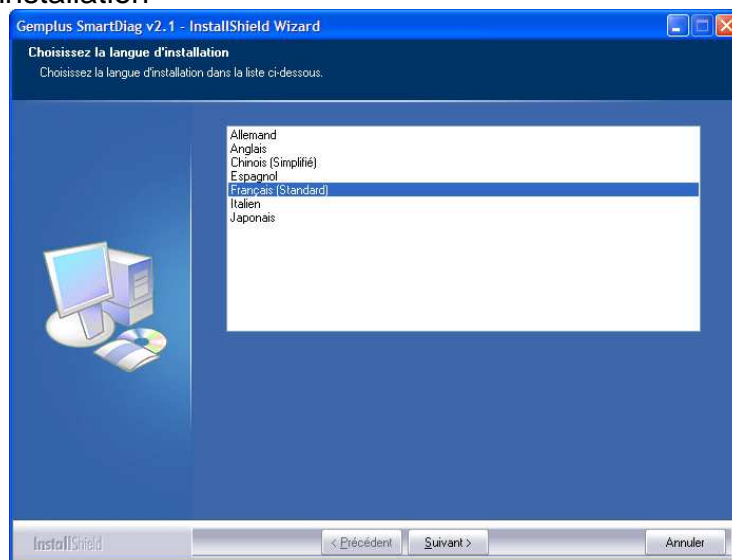 installation
Gemplus SmartDiag v2.1 - InstallShield Wizard
Choisissez la langue d'installation
Choisissez la langue d'installation dans la liste ci-dessous.
Allemand
Anglais
Chinois (Simplifié)
Espagnol
Français (Standard)
Italien
Japonais
InstallShield
< Précédent
Suivant >
Annuler